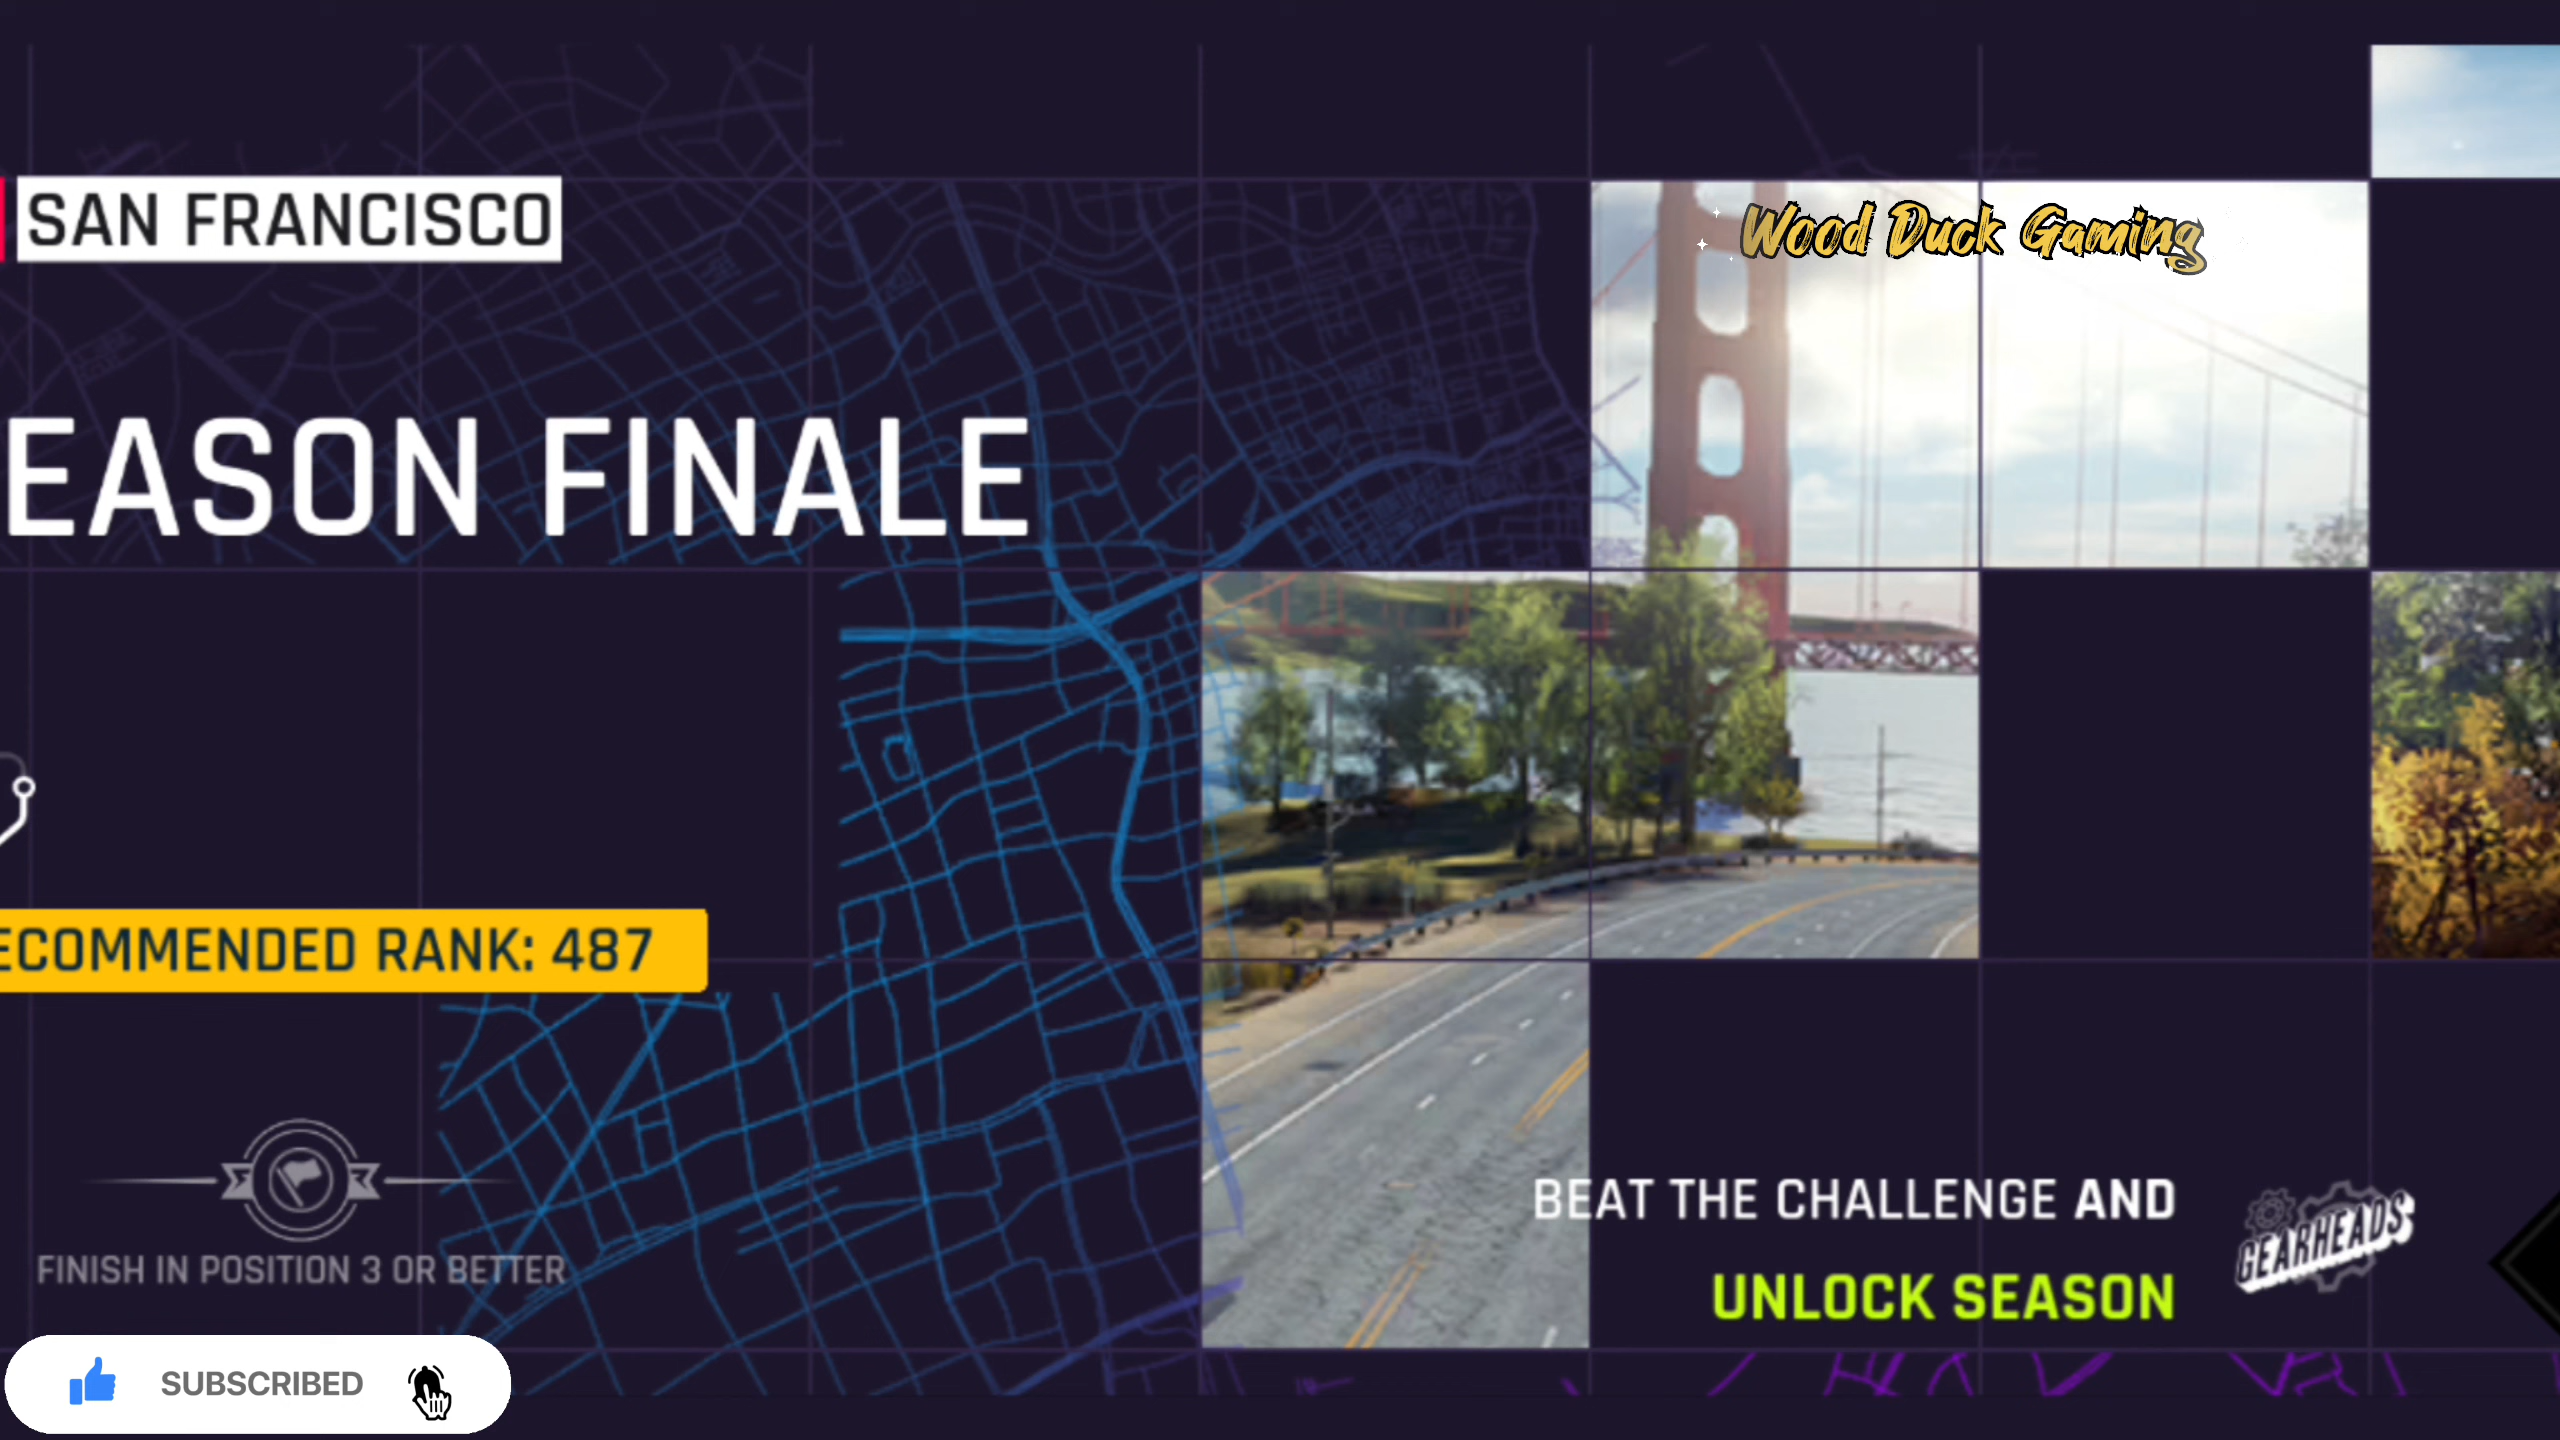 SAN FRANCISCO
Wood Duck Gaming
EASON FINALE
ECOMMENDED RANK: 487
FINISH IN POSITION 3 OR BETTER
BEAT THE CHALLENGE AND
UNLOCK SEASON
GEARHEADS
SUBSCRIBED